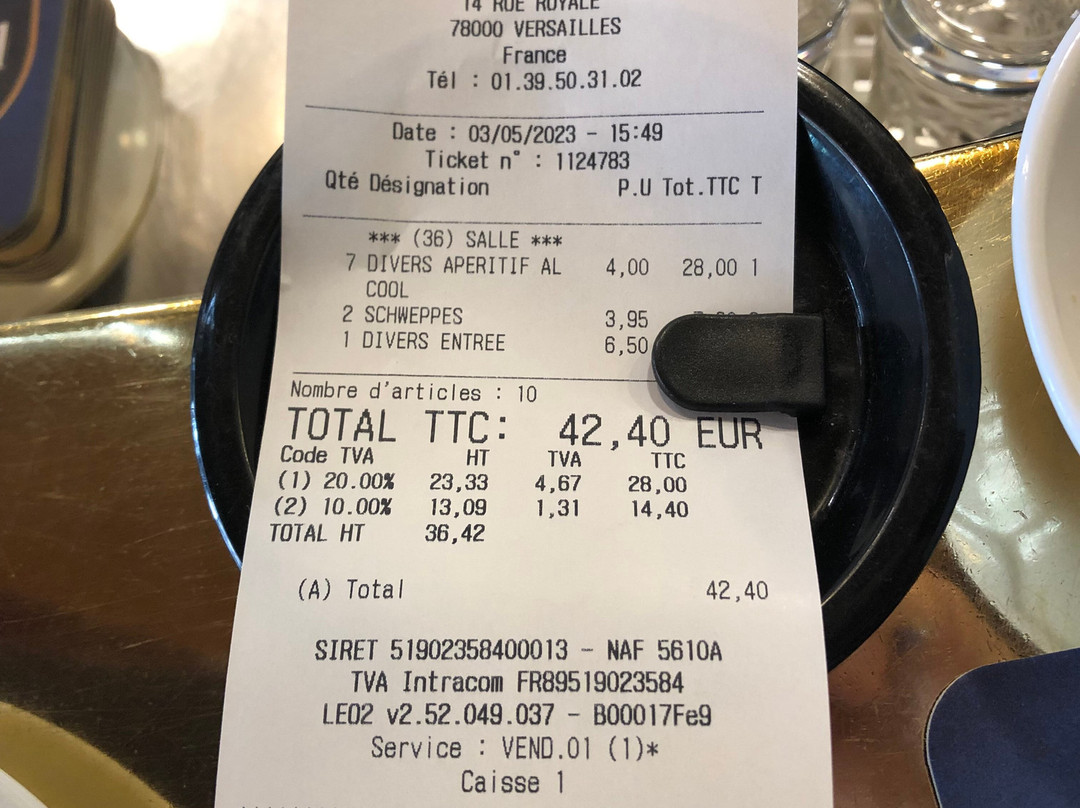 14 RUE ROYALE
78000 VERSAILLES
France
Tél : 01.39.50.31.02
Date : 03/05/2023 - 15:49
Ticket n° : 1124783
Qté Désignation P.U Tot.TTC T
*** (36) SALLE ***
7 DIVERS APERITIF AL 4,00 28,00 1
COOL
2 SCHWEPPES 3,95
1 DIVERS ENTREE 6,50
Nombre d'articles : 10
TOTAL TTC: 42,40 EUR
Code TVA HT TVA TTC
(1) 20.00% 23,33 4,67 28,00
(2) 10.00% 13,09 1,31 14,40
TOTAL HT 36,42
(A) Total 42,40
SIRET 51902358400013 - NAF 5610A
TVA Intracom FR89519023584
LEO2 v2.52.049.037 - B00017Fe9
Service : VEND.01 (1)*
Caisse 1